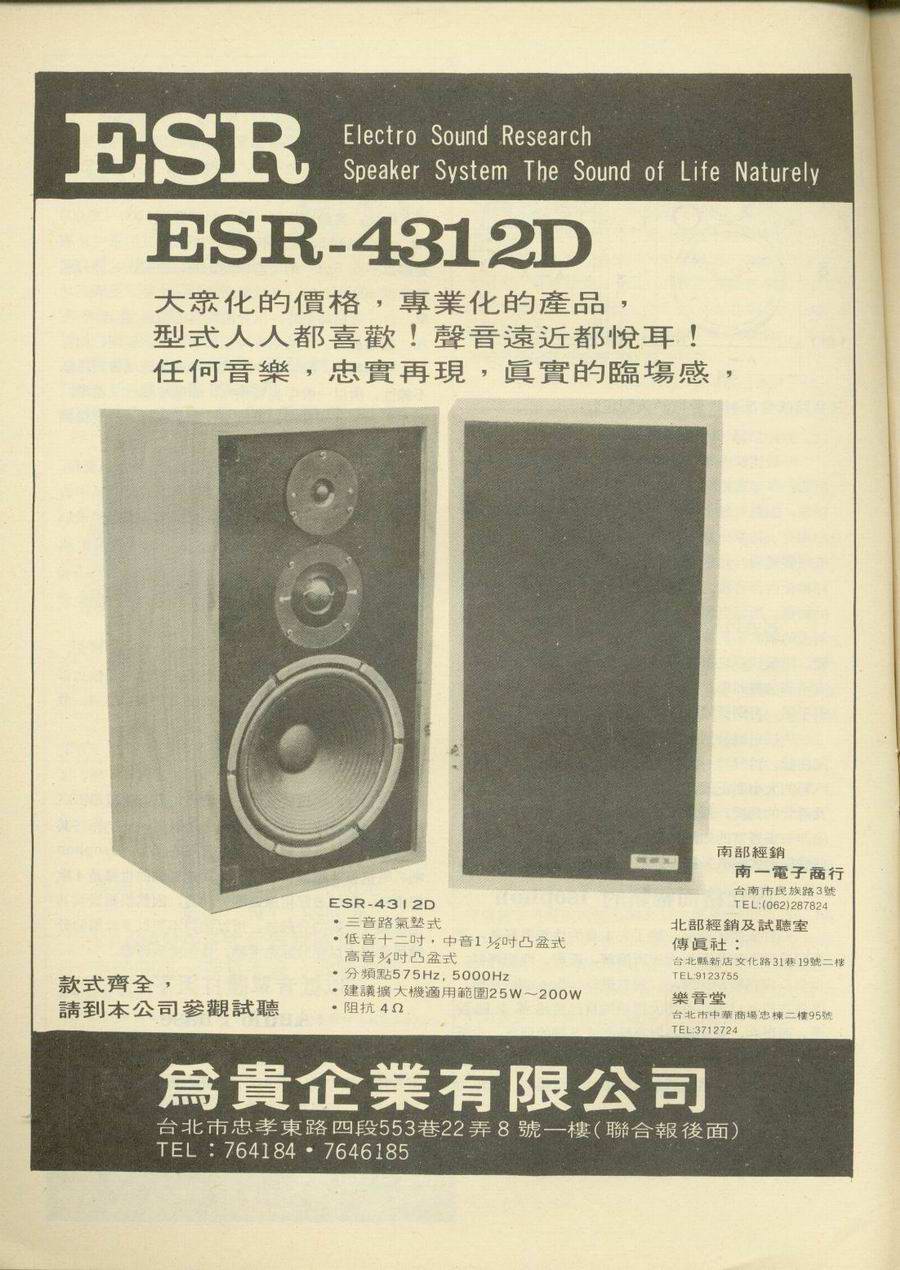 ESR
Electro Sound Research
Speaker System The Sound of Life Naturely
ESR-4312D
大眾化的價格，專業化的產品，
型式人人都喜歡！聲音遠近都悅耳！
任何音樂，忠實再現，眞實的臨場感，
ESR-4312D
• 三音路氣墊式
• 低音十二吋，中音1 ½吋凸盆式
高音¾吋凸盆式
• 分頻點575Hz, 5000Hz
• 建議擴大機適用範圍25W～200W
• 阻抗 4Ω
款式齊全，
請到本公司參觀試聽
南部經銷
南一電子商行
台南市民族路3號
TEL:(062)287824
北部經銷及試聽室
傳眞社：
台北縣新店文化路31巷19號二樓
TEL:9123755
樂音堂
台北市中華商場忠棟二樓95號
TEL:3712724
爲貴企業有限公司
台北市忠孝東路四段553巷22弄8號一樓(聯合報後面)
TEL：764184 • 7646185